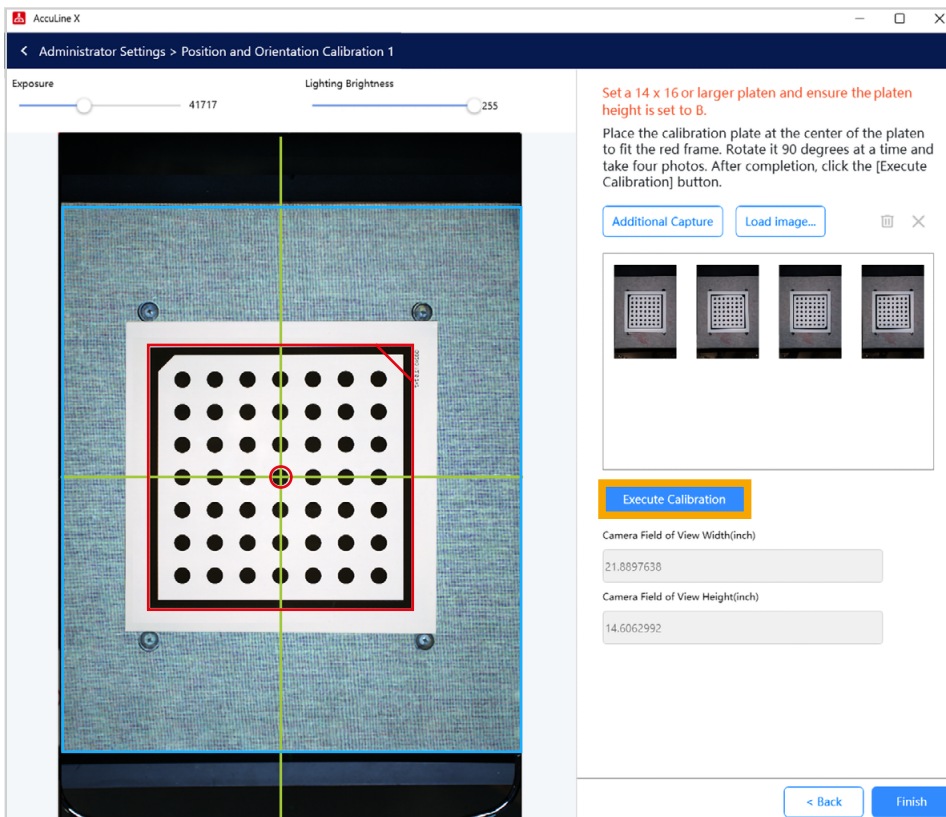 AccuLine X
Administrator Settings > Position and Orientation Calibration 1
Exposure
41717
Lighting Brightness
255
Set a 14 x 16 or larger platen and ensure the platen
height is set to B.
Place the calibration plate at the center of the platen
to fit the red frame. Rotate it 90 degrees at a time and
take four photos. After completion, click the [Execute
Calibration] button.
Additional Capture
Load image...
Execute Calibration
Camera Field of View Width(inch)
21.8897638
Camera Field of View Height(inch)
14.6062992
< Back
Finish